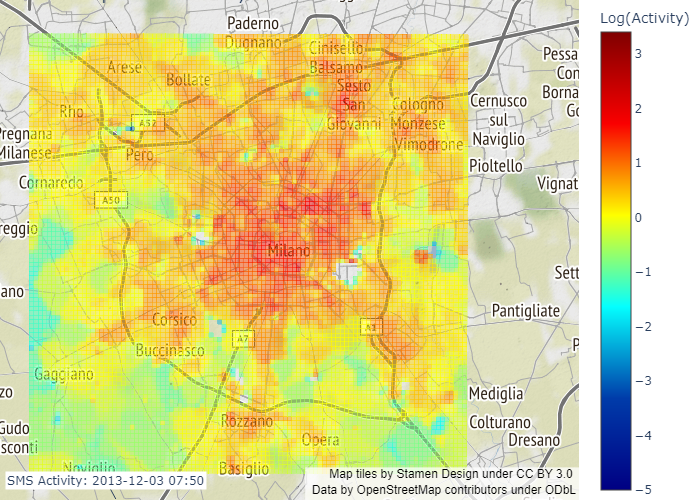 Log(Activity)
Paderno
Dugnano
Cinisello
Balsamo
Arese
Bollate
Sesto
San
Giovanni
Rho
A52
Cologno
Monzese
Cernusco
sul
Naviglio
Pessa
Con
Borna
Go
Pregnana
Milanese
Pero
Vimodrone
Pioltello
Cornaredo
A50
Vignat
reggio
Milano
Sett
ano
Corsico
Buccinasco
A7
A1
Pantigliate
P
Gaggiano
zo
Mediglia
Rozzano
Opera
Colturano
Dresano
Gudo
sconti
Noviglio
Basiglio
3
2
1
0
−1
−2
−3
−4
−5
SMS Activity: 2013-12-03 07:50
Map tiles by Stamen Design under CC BY 3.0
Data by OpenStreetMap contributors under ODbL